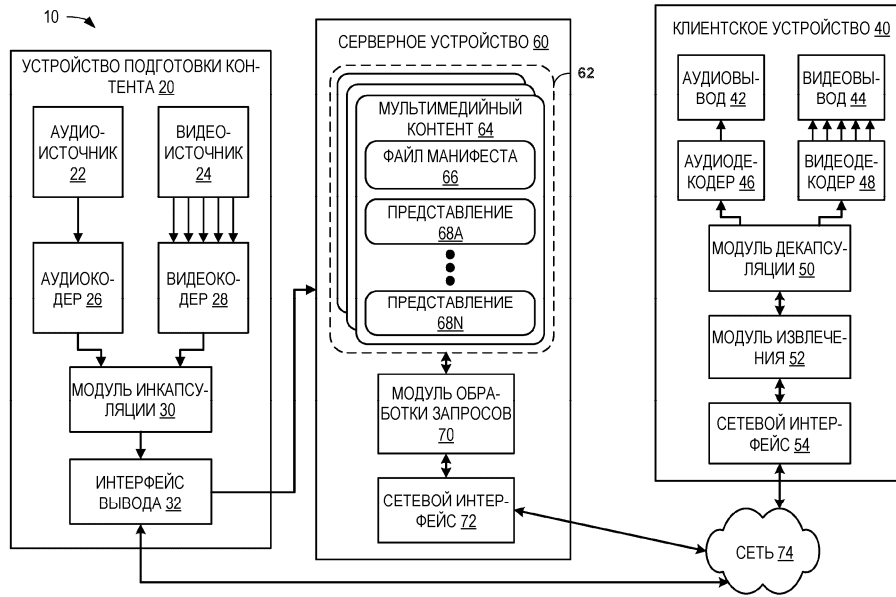 10
УСТРОЙСТВО ПОДГОТОВКИ КОН-
ТЕНТА 20
АУДИО-
ИСТОЧНИК
22
ВИДЕО-
ИСТОЧНИК
24
АУДИОКО-
ДЕР 26
ВИДЕОКО-
ДЕР 28
МОДУЛЬ ИНКАПСУ-
ЛЯЦИИ 30
ИНТЕРФЕЙС
ВЫВОДА 32
СЕРВЕРНОЕ УСТРОЙСТВО 60
62
МУЛЬТИМЕДИЙНЫЙ
КОНТЕНТ 64
ФАЙЛ МАНИФЕСТА
66
ПРЕДСТАВЛЕНИЕ
68A
ПРЕДСТАВЛЕНИЕ
68N
МОДУЛЬ ОБРА-
БОТКИ ЗАПРОСОВ
70
СЕТЕВОЙ ИНТЕР-
ФЕЙС 72
КЛИЕНТСКОЕ УСТРОЙСТВО 40
АУДИОВЫ-
ВОД 42
ВИДЕОВЫ-
ВОД 44
АУДИОДЕ-
КОДЕР 46
ВИДЕОДЕ-
КОДЕР 48
МОДУЛЬ ДЕКАПСУ-
ЛЯЦИИ 50
МОДУЛЬ ИЗВЛЕЧЕ-
НИЯ 52
СЕТЕВОЙ ИНТЕР-
ФЕЙС 54
СЕТЬ 74